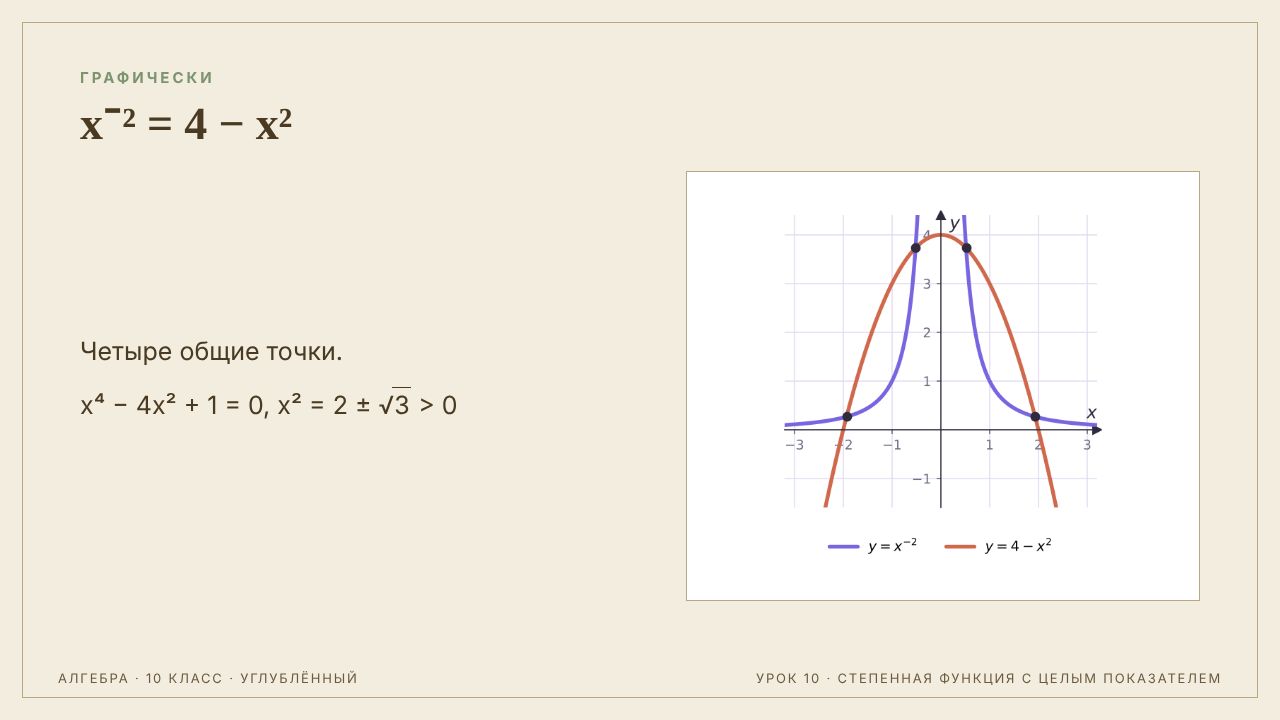 ГРАФИЧЕСКИ
x⁻² = 4 − x²
Четыре общие точки.
x⁴ − 4x² + 1 = 0, x² = 2 ± √3 > 0
y
4
3
2
1
x
−3 −2 −1 1 2 3
−1
y = x⁻² y = 4 − x²
АЛГЕБРА · 10 КЛАСС · УГЛУБЛЁННЫЙ
УРОК 10 · СТЕПЕННАЯ ФУНКЦИЯ С ЦЕЛЫМ ПОКАЗАТЕЛЕМ